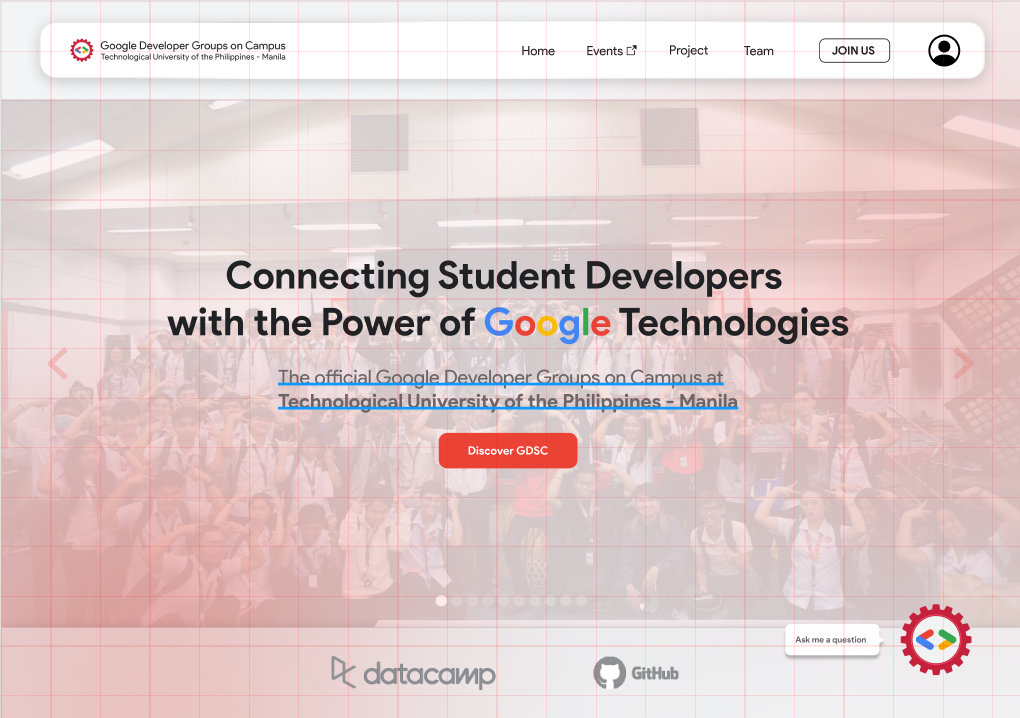 Google Developer Groups on Campus
Technological University of the Philippines - Manila
Home
Events
Project
Team
JOIN US
Connecting Student Developers
with the Power of Google Technologies
The official Google Developer Groups on Campus at
Technological University of the Philippines - Manila
Discover GDSC
Ask me a question
datacamp
GitHub